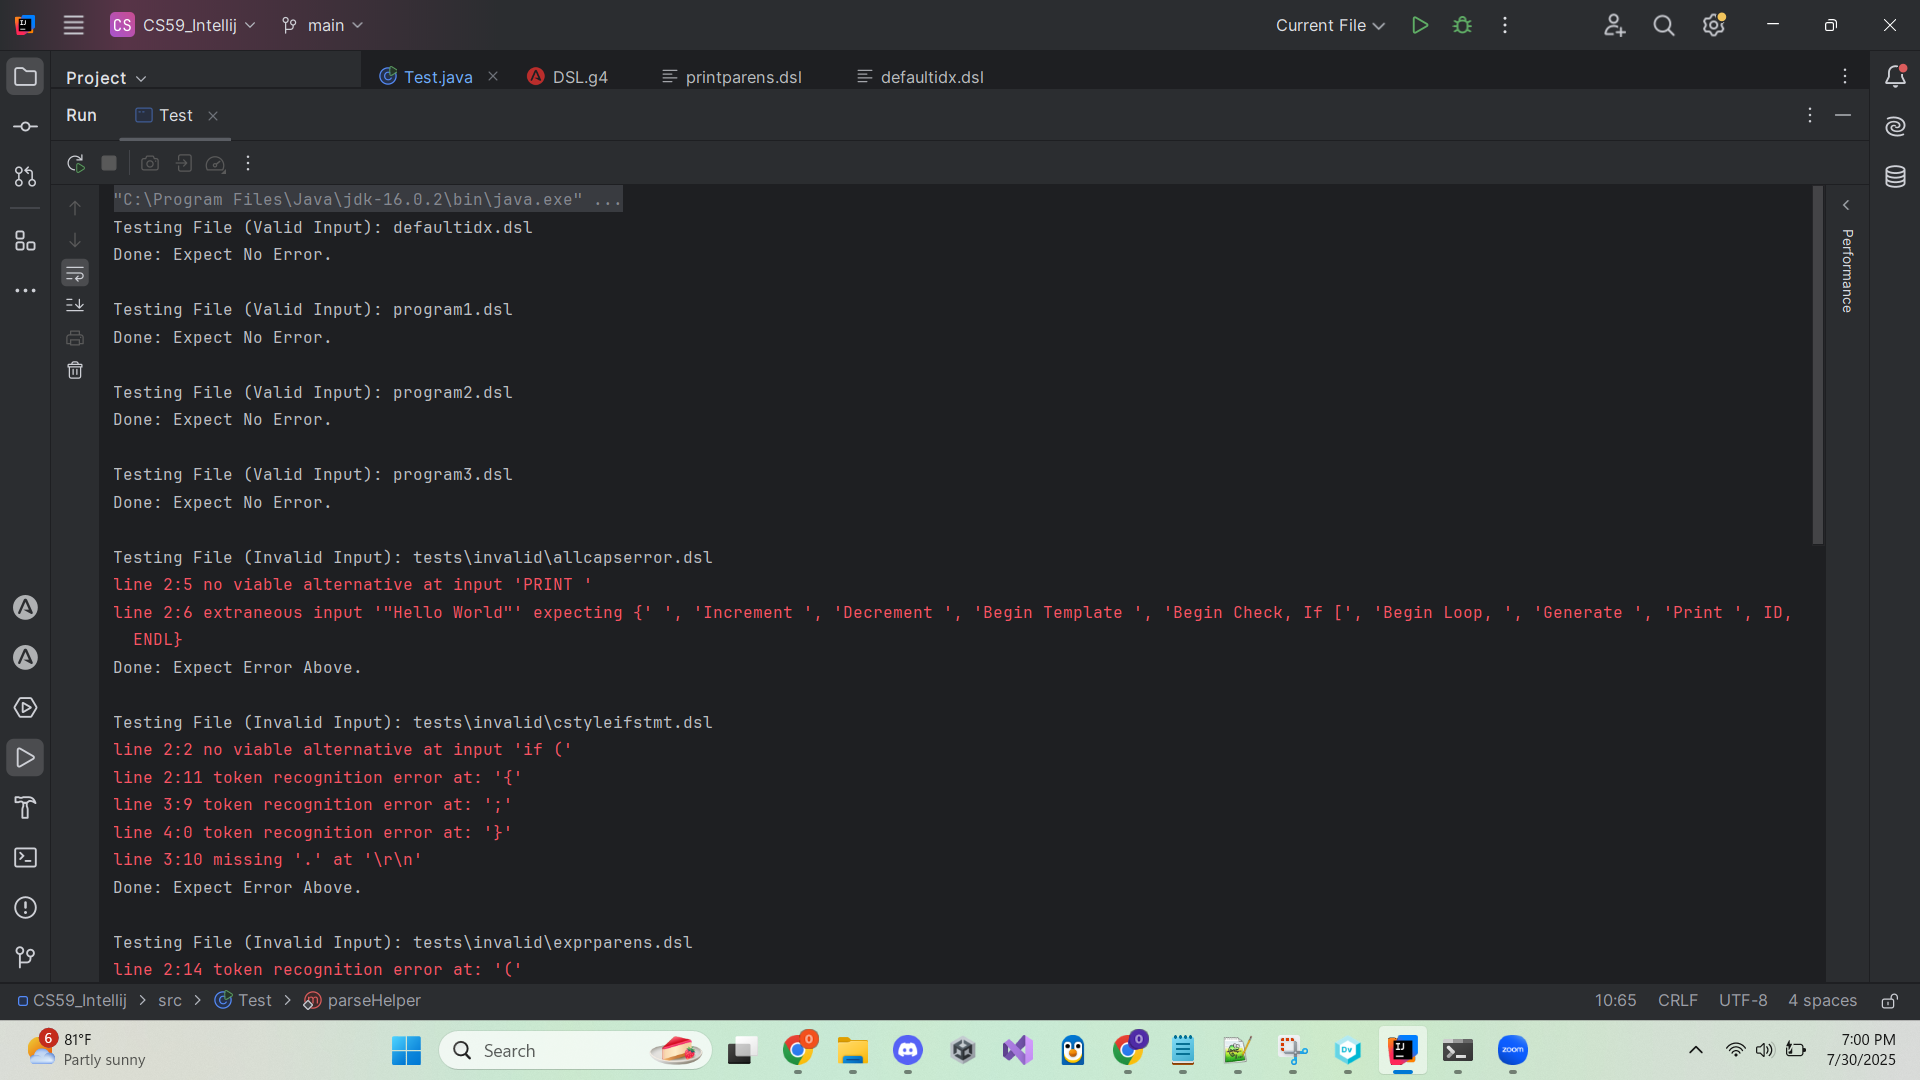 CS CS59_Intellij main Current File
Project Test.java DSL.g4 printparens.dsl defaultidx.dsl
Run Test
"C:\Program Files\Java\jdk-16.0.2\bin\java.exe" ...
Testing File (Valid Input): defaultidx.dsl
Done: Expect No Error.
Testing File (Valid Input): program1.dsl
Done: Expect No Error.
Testing File (Valid Input): program2.dsl
Done: Expect No Error.
Testing File (Valid Input): program3.dsl
Done: Expect No Error.
Testing File (Invalid Input): tests\invalid\allcapserror.dsl
line 2:5 no viable alternative at input 'PRINT '
line 2:6 extraneous input '"Hello World"' expecting {' ', 'Increment ', 'Decrement ', 'Begin Template ', 'Begin Check, If [', 'Begin Loop, ', 'Generate ', 'Print ', ID,
ENDL}
Done: Expect Error Above.
Testing File (Invalid Input): tests\invalid\cstyleifstmt.dsl
line 2:2 no viable alternative at input 'if ('
line 2:11 token recognition error at: '{'
line 3:9 token recognition error at: ';'
line 4:0 token recognition error at: '}'
line 3:10 missing '.' at '\r\n'
Done: Expect Error Above.
Testing File (Invalid Input): tests\invalid\exprparens.dsl
line 2:14 token recognition error at: '('
Performance
CS59_Intellij > src > Test > parseHelper 10:65 CRLF UTF-8 4 spaces
6 81°F
Partly sunny
Search
0
0
Dv
zoom
7:00 PM
7/30/2025